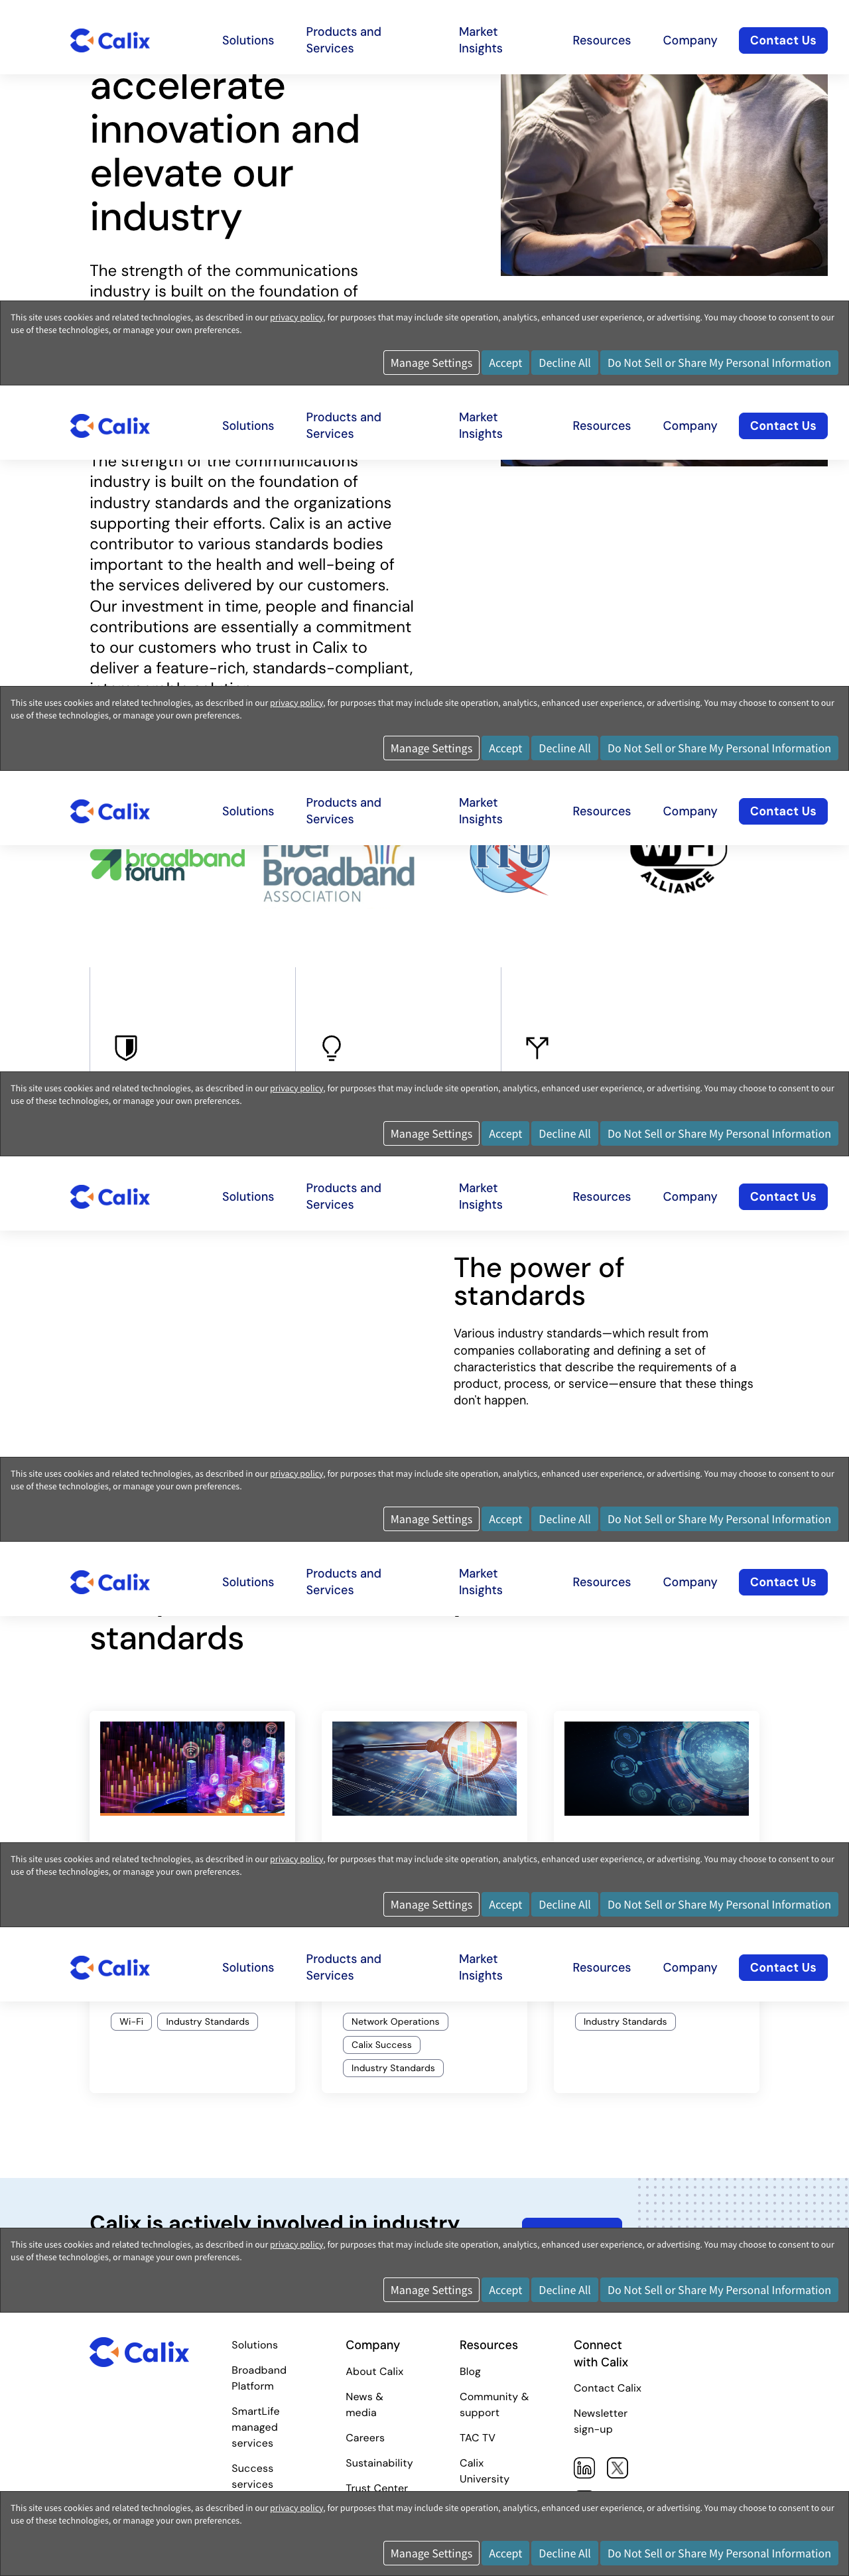 Calix
Solutions
Products and
Services
Market
Insights
Resources
Company
Contact Us
accelerate
innovation and
elevate our
industry
The strength of the communications
industry is built on the foundation of
This site uses cookies and related technologies, as described in our privacy policy, for purposes that may include site operation, analytics, enhanced user experience, or advertising. You may choose to consent to our
use of these technologies, or manage your own preferences.
Manage Settings Accept Decline All Do Not Sell or Share My Personal Information
Calix
Solutions
Products and
Services
Market
Insights
Resources
Company
Contact Us
The strength of the communications
industry is built on the foundation of
industry standards and the organizations
supporting their efforts. Calix is an active
contributor to various standards bodies
important to the health and well-being of
the services delivered by our customers.
Our investment in time, people and financial
contributions are essentially a commitment
to our customers who trust in Calix to
deliver a feature-rich, standards-compliant,
This site uses cookies and related technologies, as described in our privacy policy, for purposes that may include site operation, analytics, enhanced user experience, or advertising. You may choose to consent to our
use of these technologies, or manage your own preferences.
Manage Settings Accept Decline All Do Not Sell or Share My Personal Information
Calix
Solutions
Products and
Services
Market
Insights
Resources
Company
Contact Us
broadband
forum
Fiber
Broadband
ASSOCIATION
ITU
Wi Fi
ALLIANCE
This site uses cookies and related technologies, as described in our privacy policy, for purposes that may include site operation, analytics, enhanced user experience, or advertising. You may choose to consent to our
use of these technologies, or manage your own preferences.
Manage Settings Accept Decline All Do Not Sell or Share My Personal Information
Calix
Solutions
Products and
Services
Market
Insights
Resources
Company
Contact Us
The power of
standards
Various industry standards—which result from
companies collaborating and defining a set of
characteristics that describe the requirements of a
product, process, or service—ensure that these things
don't happen.
This site uses cookies and related technologies, as described in our privacy policy, for purposes that may include site operation, analytics, enhanced user experience, or advertising. You may choose to consent to our
use of these technologies, or manage your own preferences.
Manage Settings Accept Decline All Do Not Sell or Share My Personal Information
Calix
Solutions
Products and
Services
Market
Insights
Resources
Company
Contact Us
standards
This site uses cookies and related technologies, as described in our privacy policy, for purposes that may include site operation, analytics, enhanced user experience, or advertising. You may choose to consent to our
use of these technologies, or manage your own preferences.
Manage Settings Accept Decline All Do Not Sell or Share My Personal Information
Calix
Solutions
Products and
Services
Market
Insights
Resources
Company
Contact Us
Wi-Fi Industry Standards
Network Operations
Calix Success
Industry Standards
Industry Standards
Calix is actively involved in industry
This site uses cookies and related technologies, as described in our privacy policy, for purposes that may include site operation, analytics, enhanced user experience, or advertising. You may choose to consent to our
use of these technologies, or manage your own preferences.
Manage Settings Accept Decline All Do Not Sell or Share My Personal Information
Calix
Solutions
Broadband
Platform
SmartLife
managed
services
Success
services
Company
About Calix
News &
media
Careers
Sustainability
Trust Center
Resources
Blog
Community &
support
TAC TV
Calix
University
Connect
with Calix
Contact Calix
Newsletter
sign-up
This site uses cookies and related technologies, as described in our privacy policy, for purposes that may include site operation, analytics, enhanced user experience, or advertising. You may choose to consent to our
use of these technologies, or manage your own preferences.
Manage Settings Accept Decline All Do Not Sell or Share My Personal Information